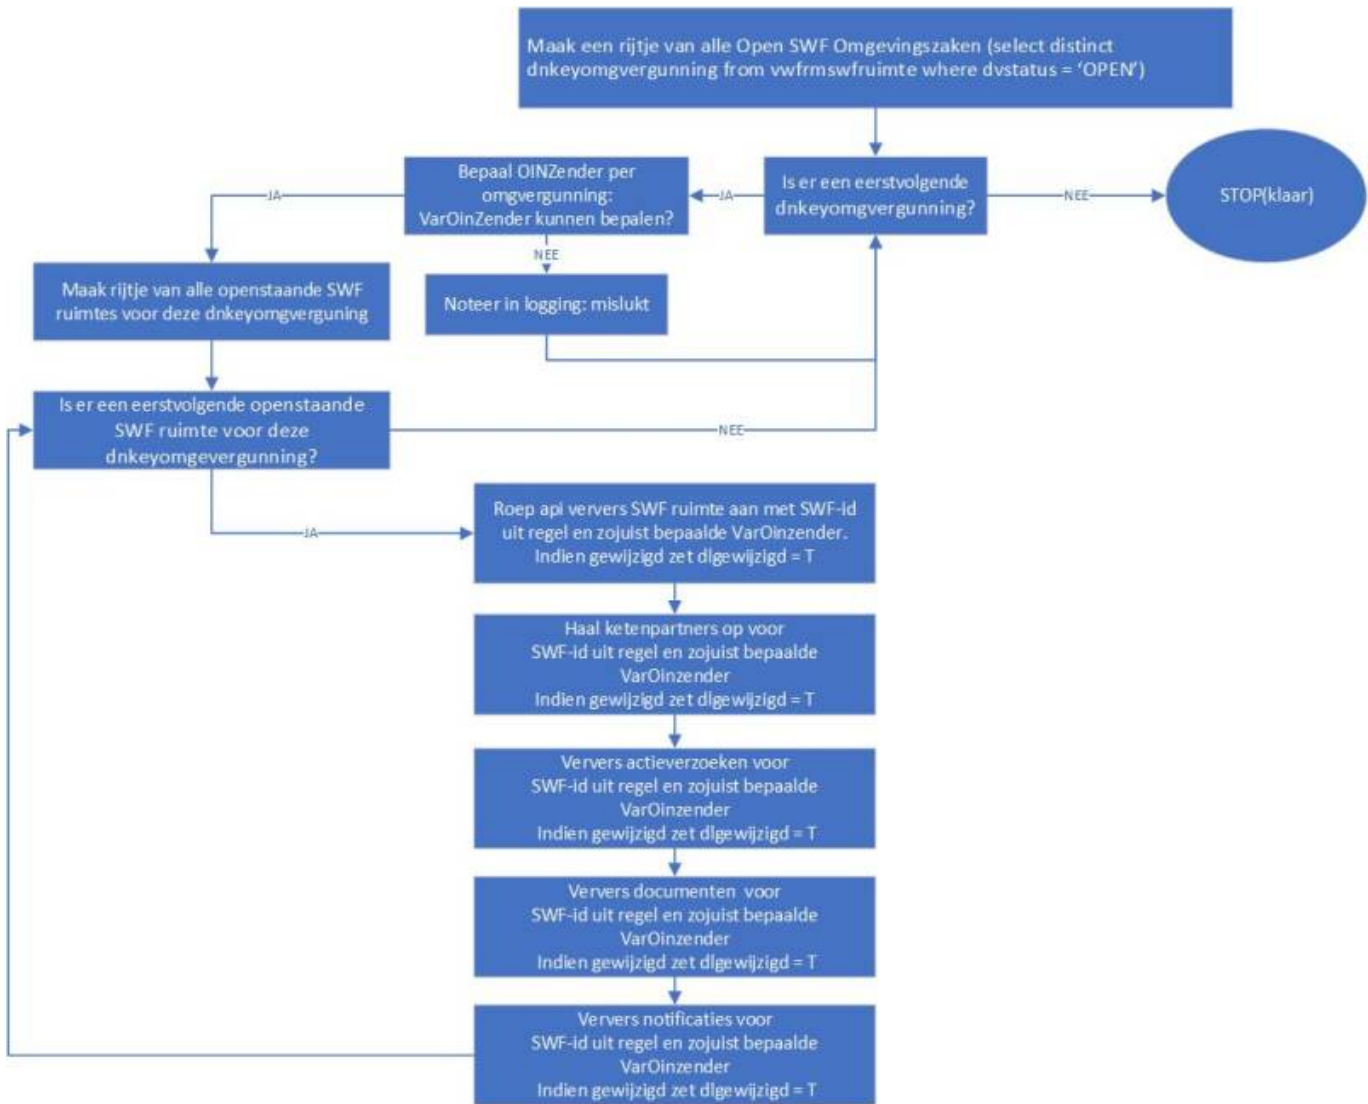 Maak een rijtje van alle Open SWF Omgevingszaken (select distinct
dnkeyomgvergunning from vwfrmswfruimte where dvstatus = ‘OPEN’)
Is er een eerstvolgende
dnkeyomgvergunning?
NEE
STOP(klaar)
JA
Bepaal OINZender per
omgvergunning:
VarOinZender kunnen bepalen?
NEE
Noteer in logging: mislukt
JA
Maak rijtje van alle openstaande SWF
ruimtes voor deze dnkeyomgverguning
Is er een eerstvolgende openstaande
SWF ruimte voor deze
dnkeyomgevergunning?
NEE
JA
Roep api ververs SWF ruimte aan met SWF-id
uit regel en zojuist bepaalde VarOinzender.
Indien gewijzigd zet dlgewijzigd = T
Haal ketenpartners op voor
SWF-id uit regel en zojuist bepaalde
VarOinzender
Indien gewijzigd zet dlgewijzigd = T
Ververs actieverzoeken voor
SWF-id uit regel en zojuist bepaalde
VarOinzender
Indien gewijzigd zet dlgewijzigd = T
Ververs documenten voor
SWF-id uit regel en zojuist bepaalde
VarOinzender
Indien gewijzigd zet dlgewijzigd = T
Ververs notificaties voor
SWF-id uit regel en zojuist bepaalde
VarOinzender
Indien gewijzigd zet dlgewijzigd = T